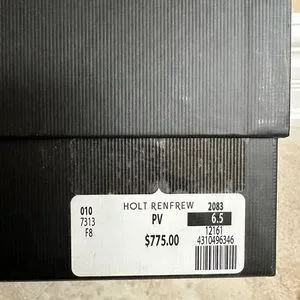 010 HOLT RENFREW 2083
7313 PV 6.5
F8 12161
$775.00 4310496346